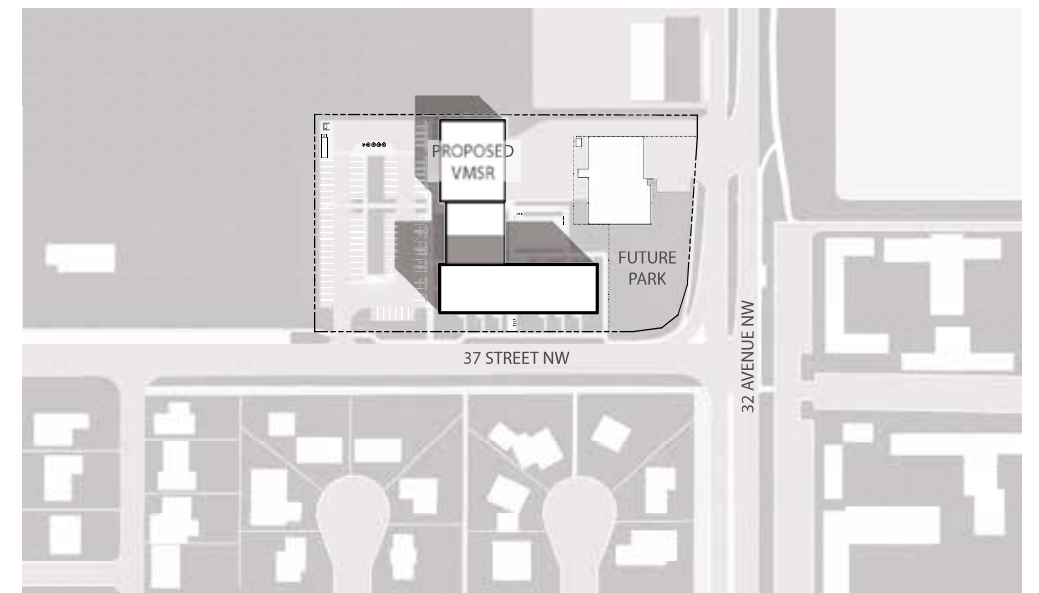 PROPOSED
VMSR
FUTURE
PARK
37 STREET NW
32 AVENUE NW